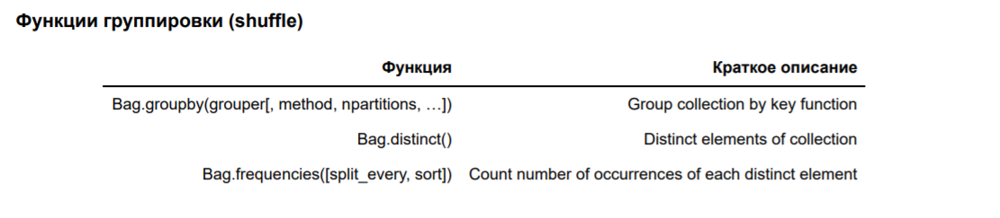 Функции группировки (shuffle)
Функция Краткое описание
Bag.groupby(grouper[, method, npartitions, …]) Group collection by key function
Bag.distinct() Distinct elements of collection
Bag.frequencies([split_every, sort]) Count number of occurrences of each distinct element